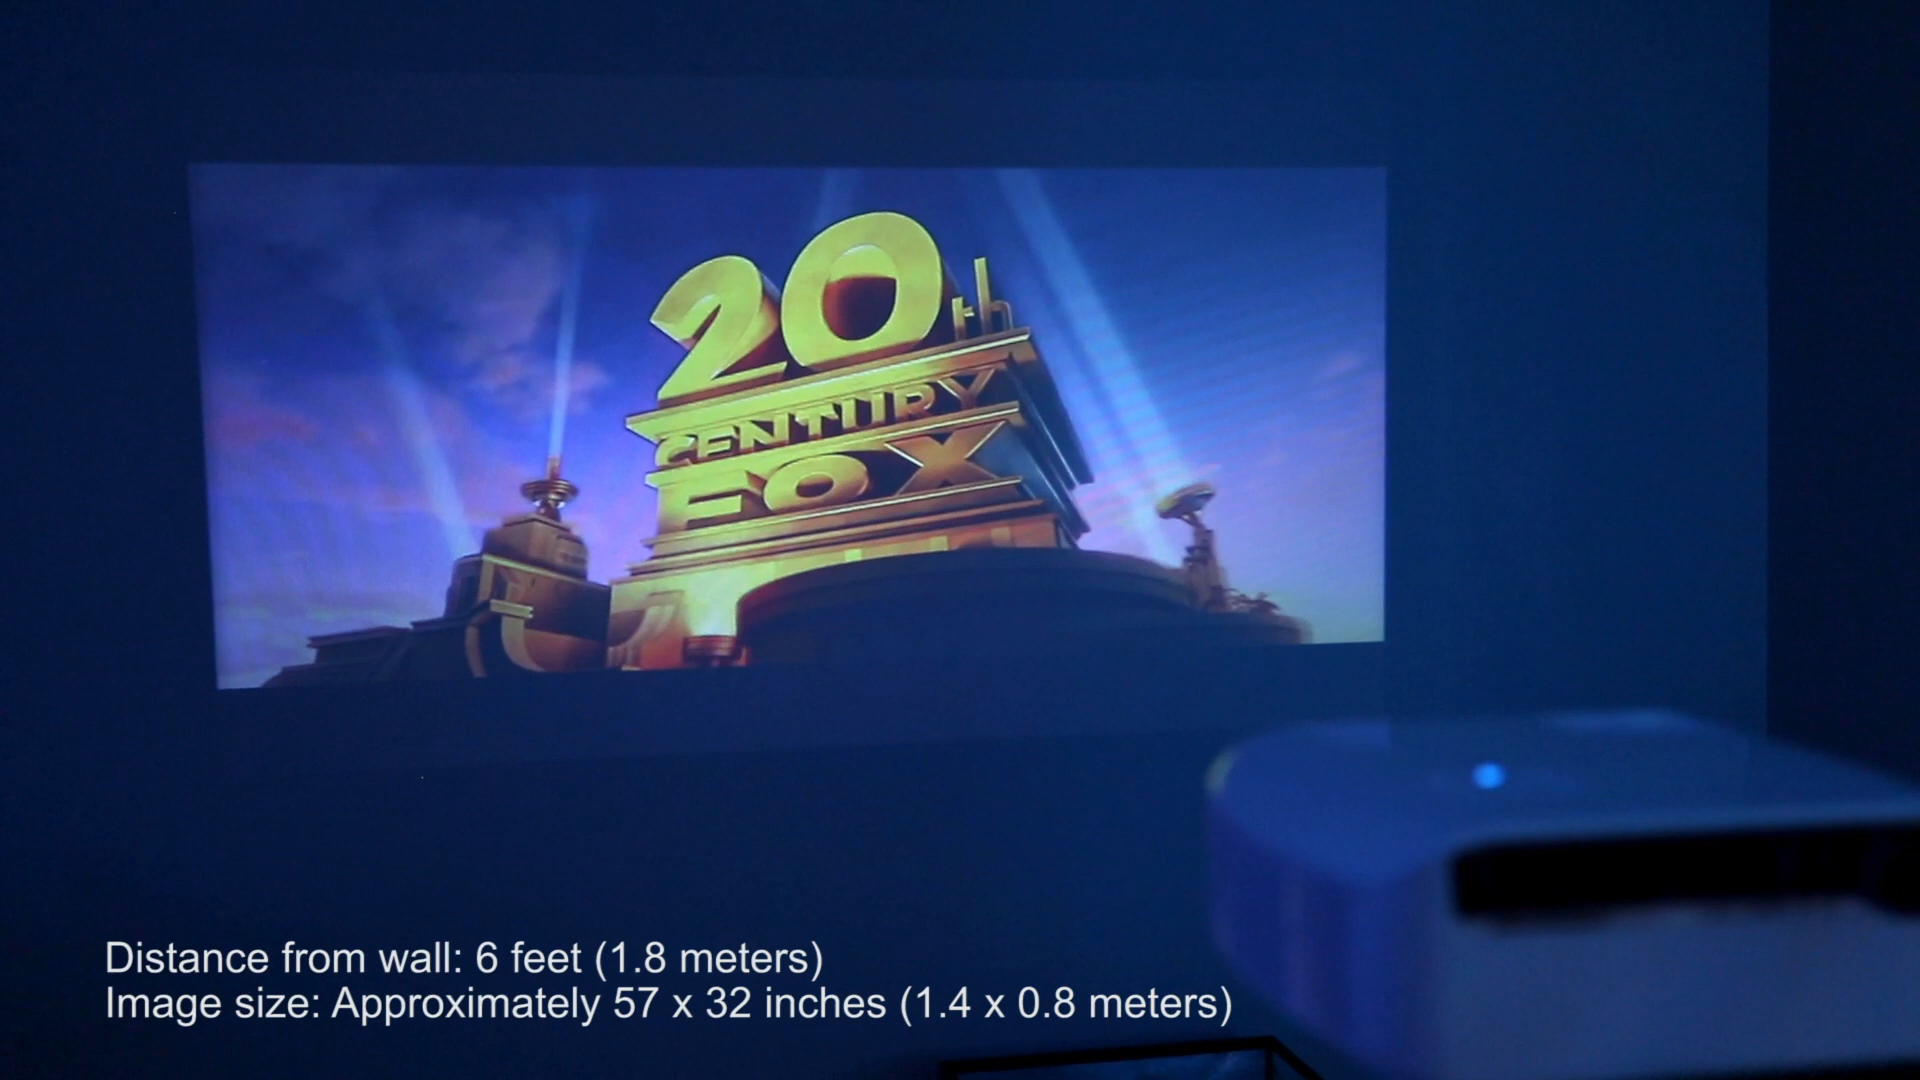 20th
CENTURY
FOX
Distance from wall: 6 feet (1.8 meters)
Image size: Approximately 57 x 32 inches (1.4 x 0.8 meters)